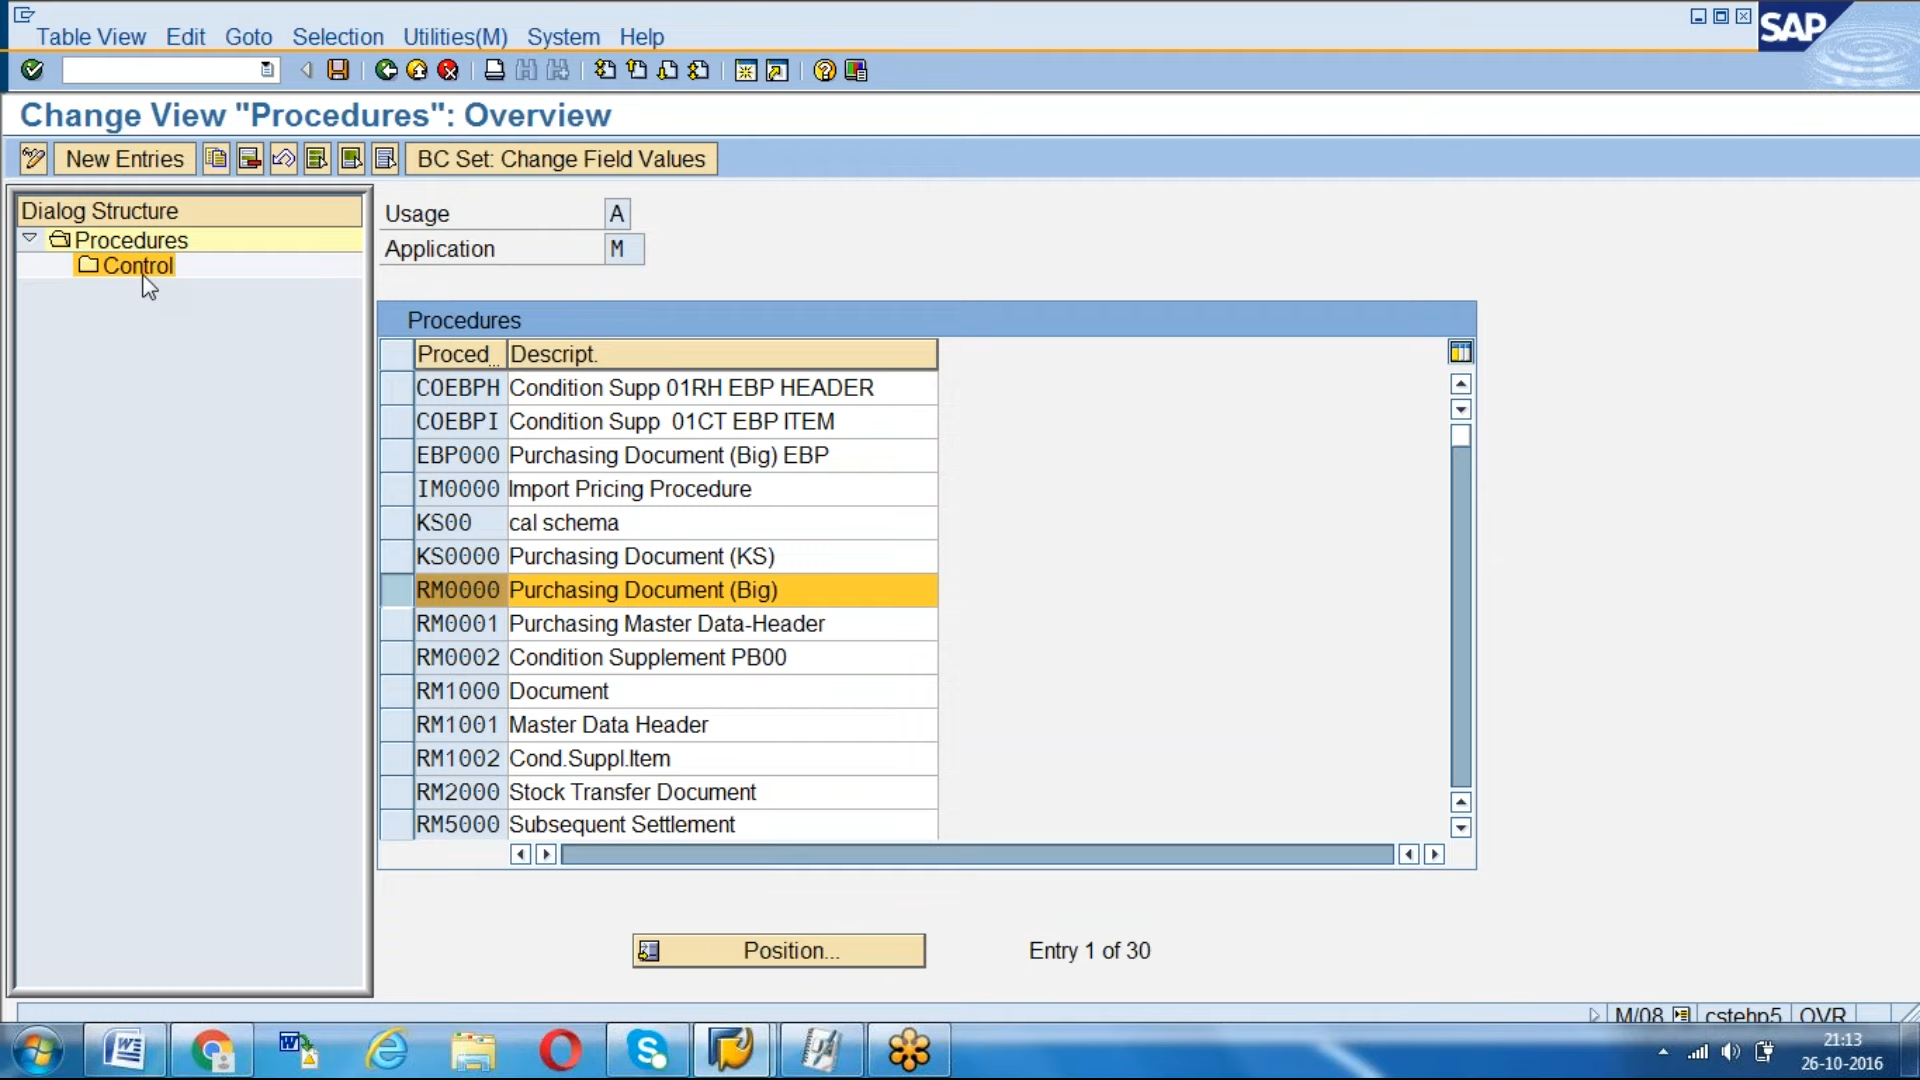 Table View Edit Goto Selection Utilities(M) System Help
SAP
Change View "Procedures": Overview
New Entries BC Set: Change Field Values
Dialog Structure
Procedures
Control
Usage A
Application M
Procedures
Proced... Descript.
COEBPH Condition Supp 01RH EBP HEADER
COEBPI Condition Supp 01CT EBP ITEM
EBP000 Purchasing Document (Big) EBP
IM0000 Import Pricing Procedure
KS00 cal schema
KS0000 Purchasing Document (KS)
RM0000 Purchasing Document (Big)
RM0001 Purchasing Master Data-Header
RM0002 Condition Supplement PB00
RM1000 Document
RM1001 Master Data Header
RM1002 Cond.Suppl.Item
RM2000 Stock Transfer Document
RM5000 Subsequent Settlement
Position... Entry 1 of 30
M/08 cstehp5 OVR
21:13
26-10-2016